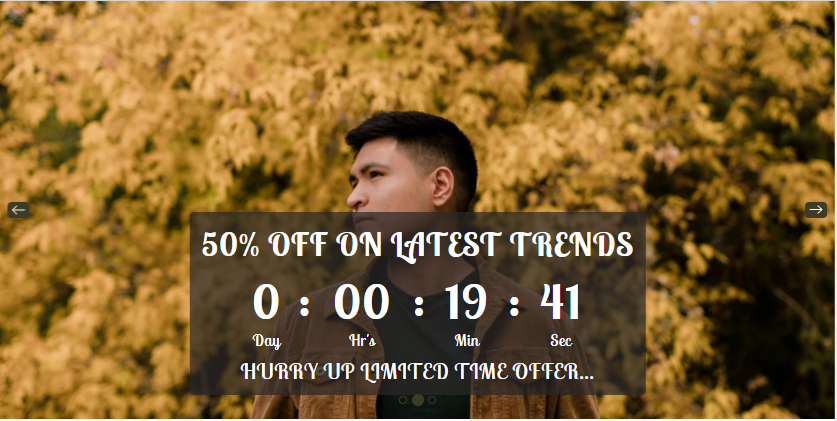 50% OFF ON LATEST TRENDS
0 : 00 : 19 : 41
Day Hr's Min Sec
HURRY UP LIMITED TIME OFFER...